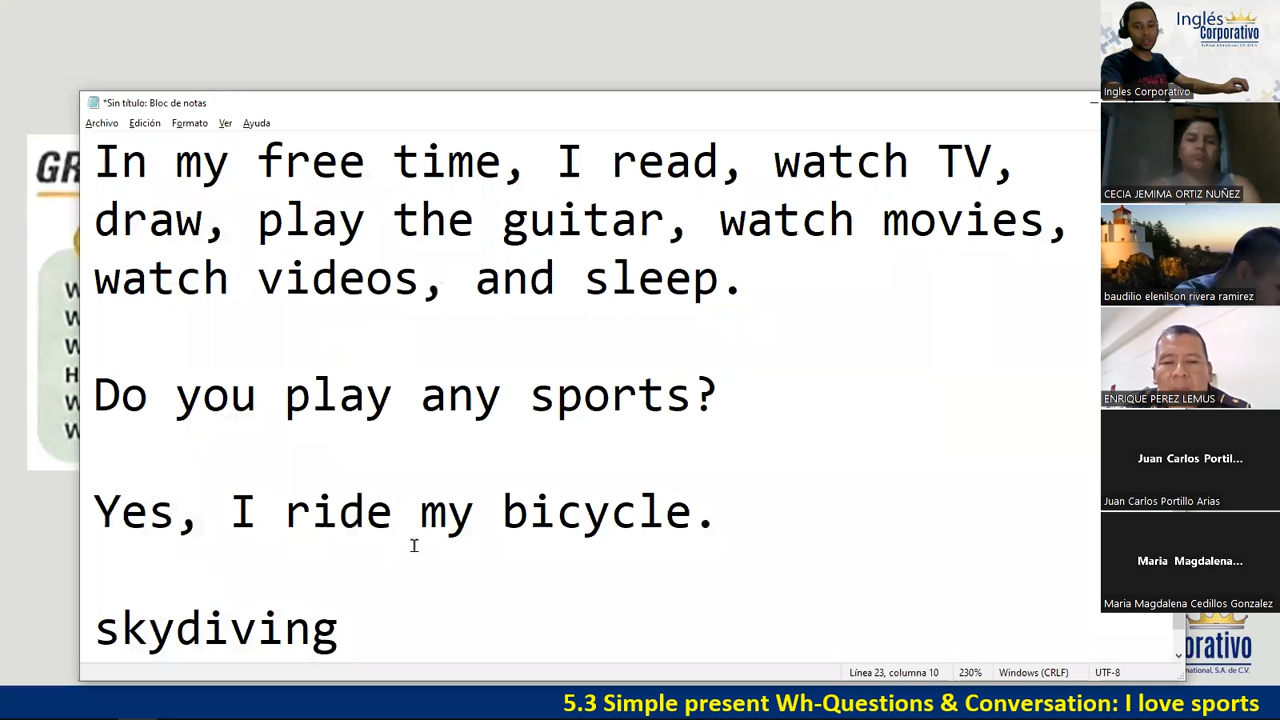 Inglés
Corporativo
Ingles Corporativo
*Sin título: Bloc de notas
Archivo Edición Formato Ver Ayuda
GR
W
W
W
H
W
W
In my free time, I read, watch TV,
draw, play the guitar, watch movies,
watch videos, and sleep.
Do you play any sports?
Yes, I ride my bicycle.
skydiving
CECIA JEMIMA ORTIZ NUÑEZ
baudilio elenilson rivera ramirez
ENRIQUE PEREZ LEMUS
Juan Carlos Portil...
Juan Carlos Portillo Arias
Maria Magdalena...
Maria Magdalena Cedillos Gonzalez
orativo
national, S.A. de C.V.
Línea 23, columna 10 230% Windows (CRLF) UTF-8
5.3 Simple present Wh-Questions & Conversation: I love sports